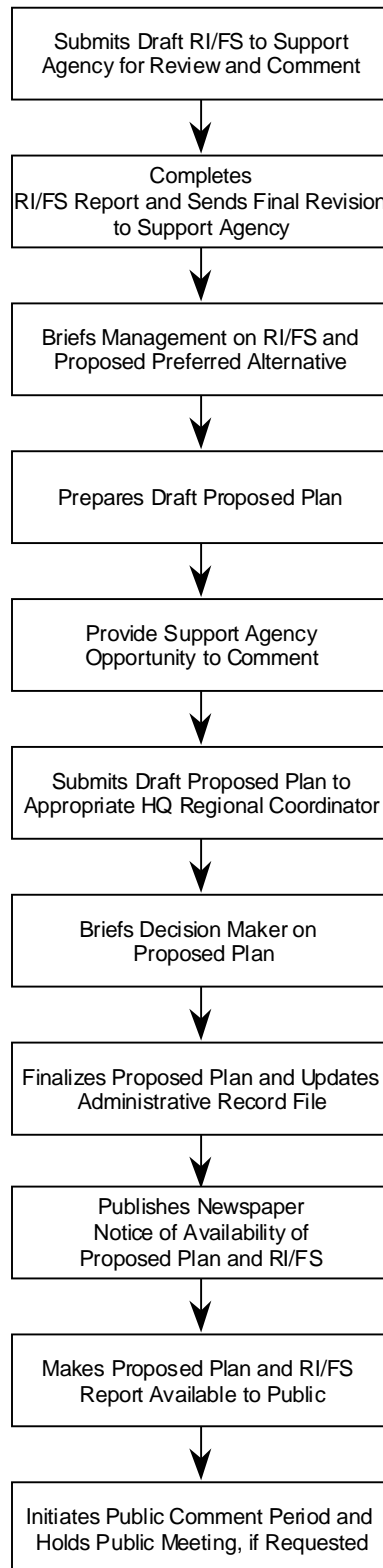 Submits Draft RI/FS to Support
Agency for Review and Comment
Completes
RI/FS Report and Sends Final Revision
to Support Agency
Briefs Management on RI/FS and
Proposed Preferred Alternative
Prepares Draft Proposed Plan
Provide Support Agency
Opportunity to Comment
Submits Draft Proposed Plan to
Appropriate HQ Regional Coordinator
Briefs Decision Maker on
Proposed Plan
Finalizes Proposed Plan and Updates
Administrative Record File
Publishes Newspaper
Notice of Availability of
Proposed Plan and RI/FS
Makes Proposed Plan and RI/FS
Report Available to Public
Initiates Public Comment Period and
Holds Public Meeting, if Requested